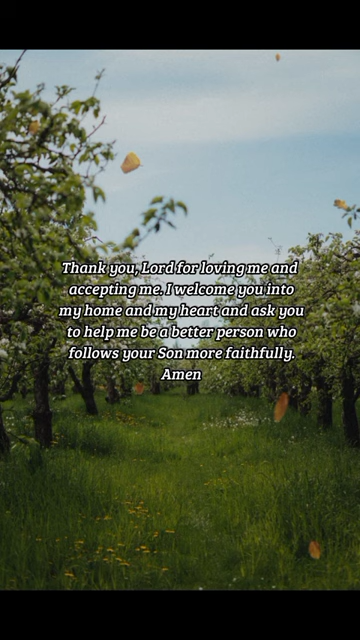 Thank you, Lord for loving me and
accepting me. I welcome you into
my home and my heart and ask you
to help me be a better person who
follows your Son more faithfully.
Amen